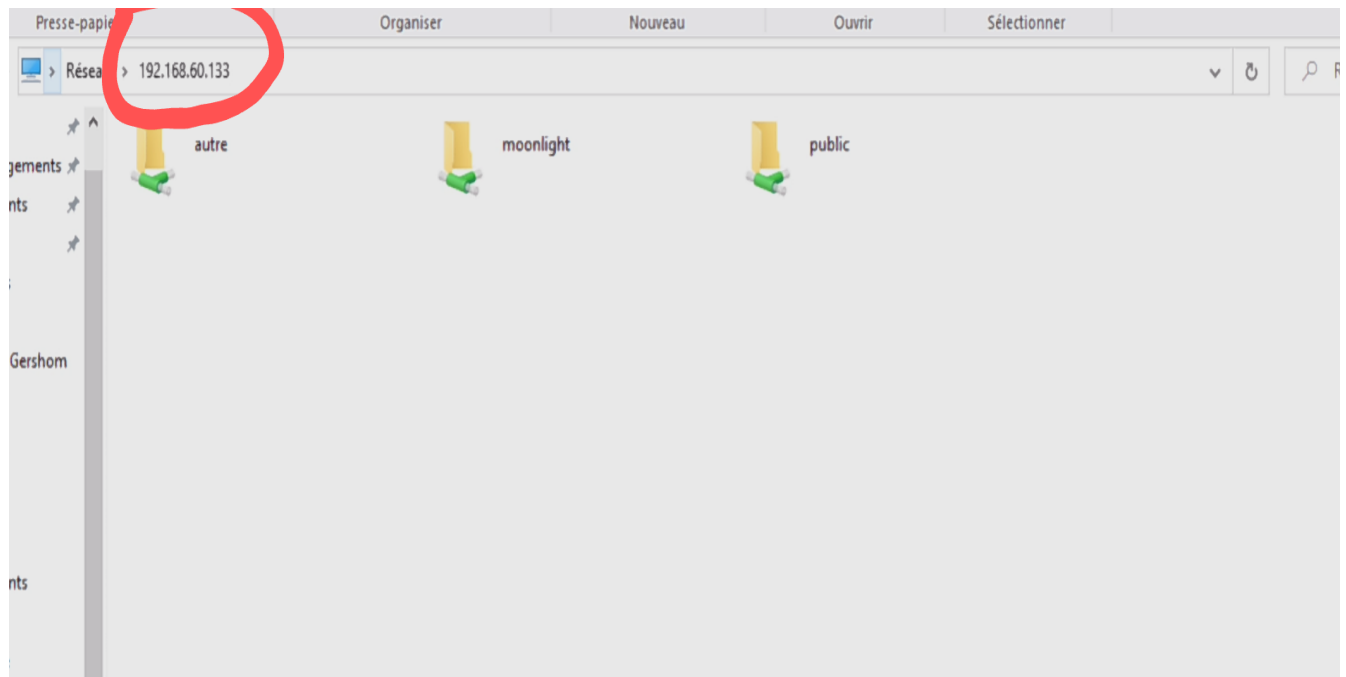 Presse-papie Organiser Nouveau Ouvrir Sélectionner
Résea 192.168.60.133
autre moonlight public
gements
nts
Gershom
nts